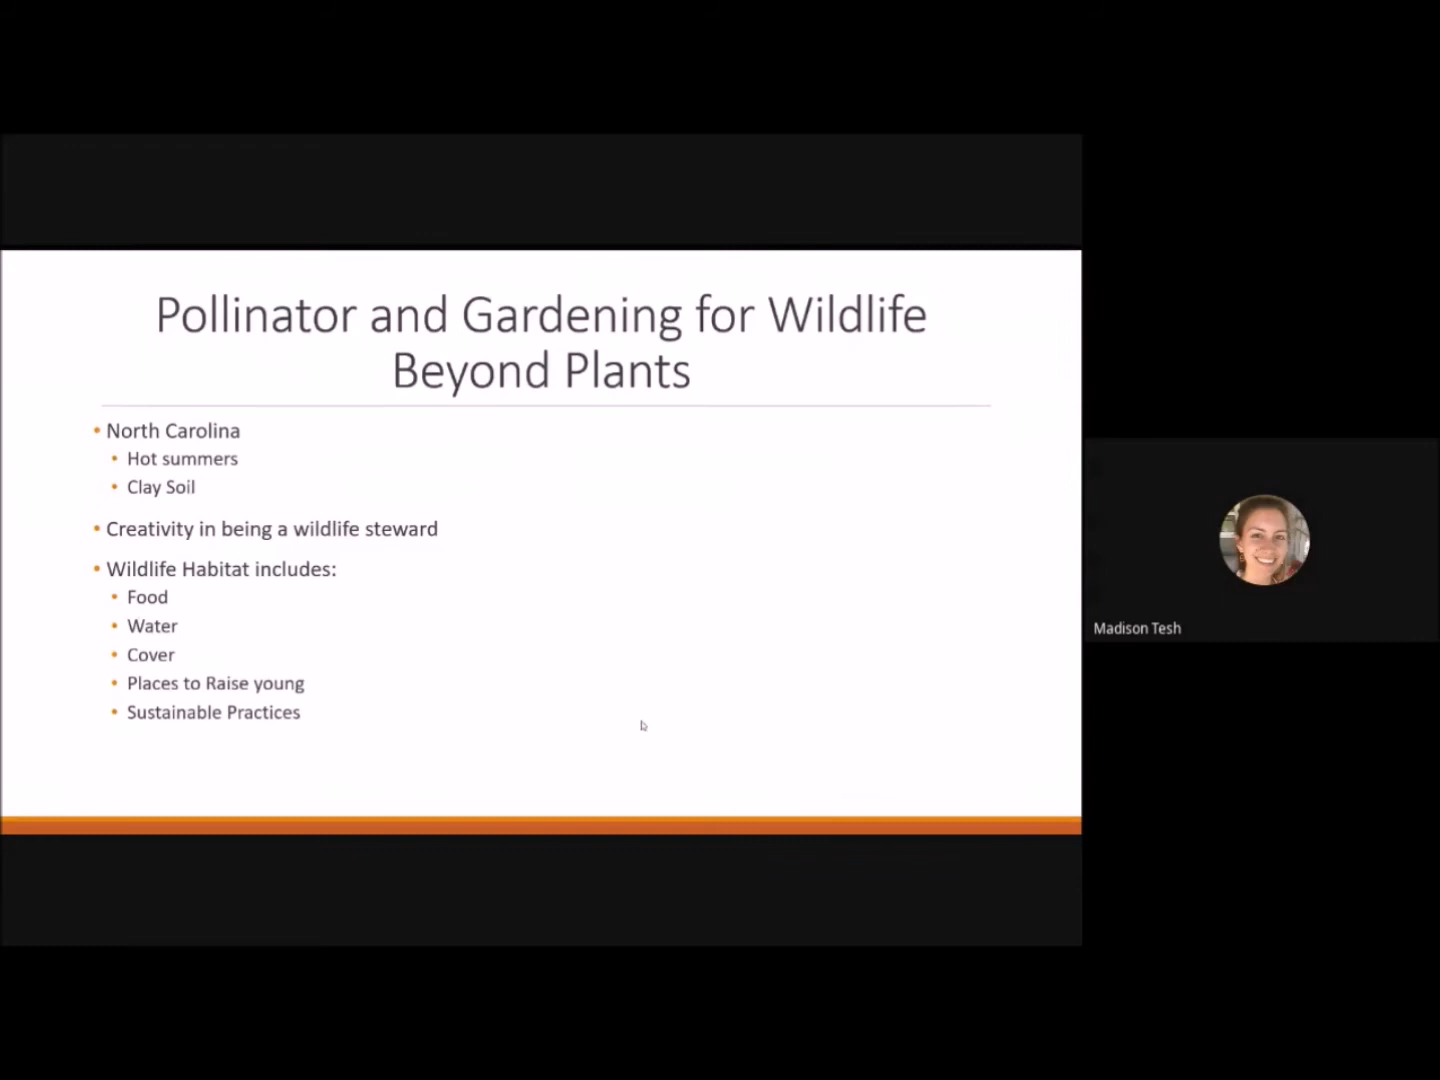 Pollinator and Gardening for Wildlife
Beyond Plants
• North Carolina
• Hot summers
• Clay Soil
• Creativity in being a wildlife steward
• Wildlife Habitat includes:
• Food
• Water
• Cover
• Places to Raise young
• Sustainable Practices
Madison Tesh